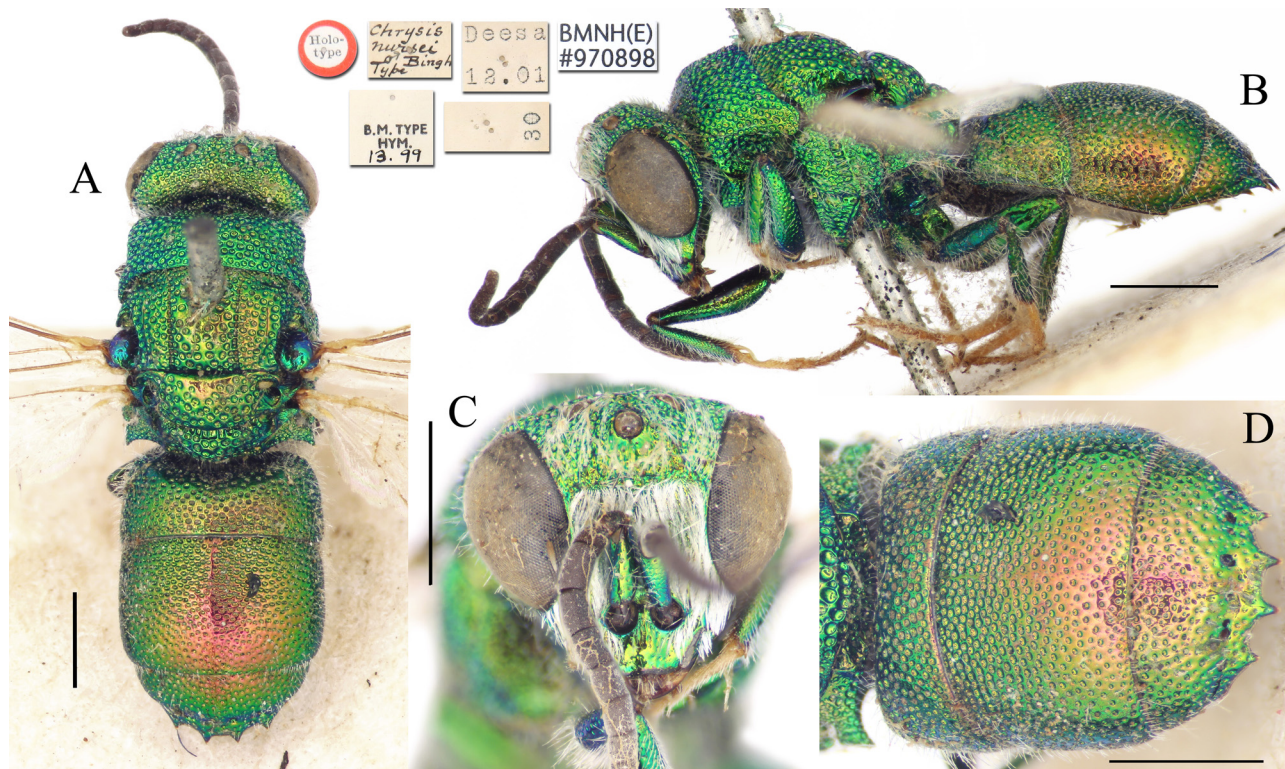 Holo-
type
Chrysis
nursei
♂ Bingh
Type
Deesa
12.01
BMNH(E)
#970898
B.M. TYPE
HYM.
13.99
30
A
B
C
D